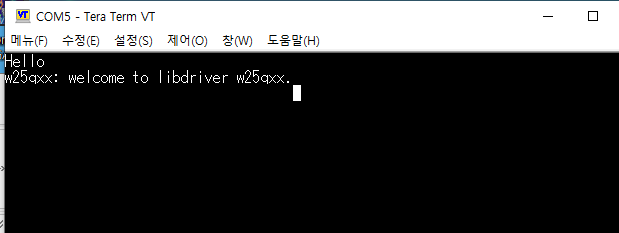 COM5 - Tera Term VT
메뉴(F) 수정(E) 설정(S) 제어(O) 창(W) 도움말(H)
Hello
w25qxx: welcome to libdriver w25qxx.